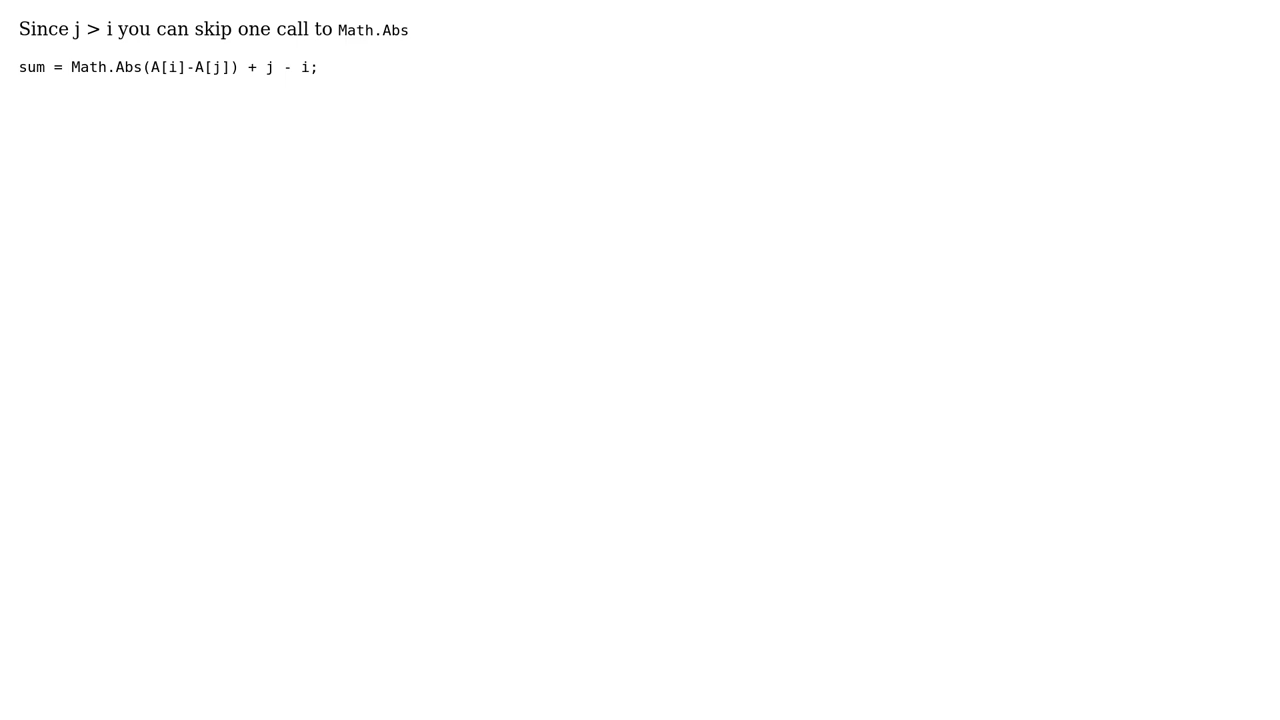 Since j > i you can skip one call to Math.Abs
sum = Math.Abs(A[i]-A[j]) + j - i;